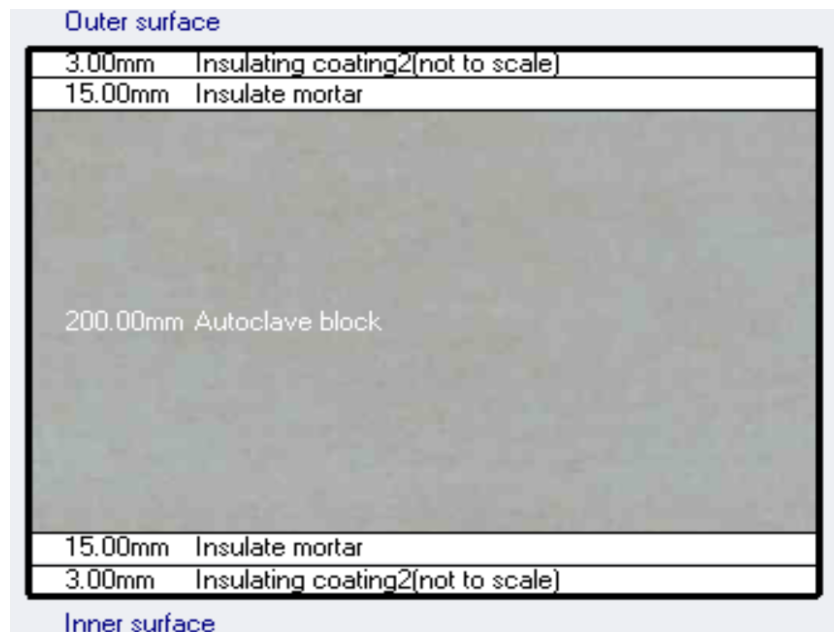 Outer surface
3.00mm Insulating coating2(not to scale)
15.00mm Insulate mortar
200.00mm Autoclave block
15.00mm Insulate mortar
3.00mm Insulating coating2(not to scale)
Inner surface